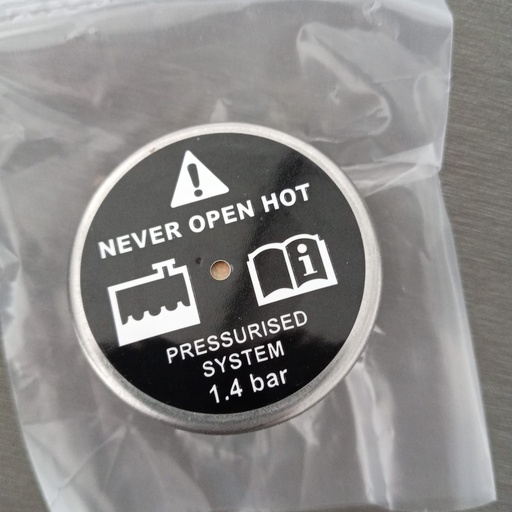 NEVER OPEN HOT
PRESSURISED
SYSTEM
1.4 bar